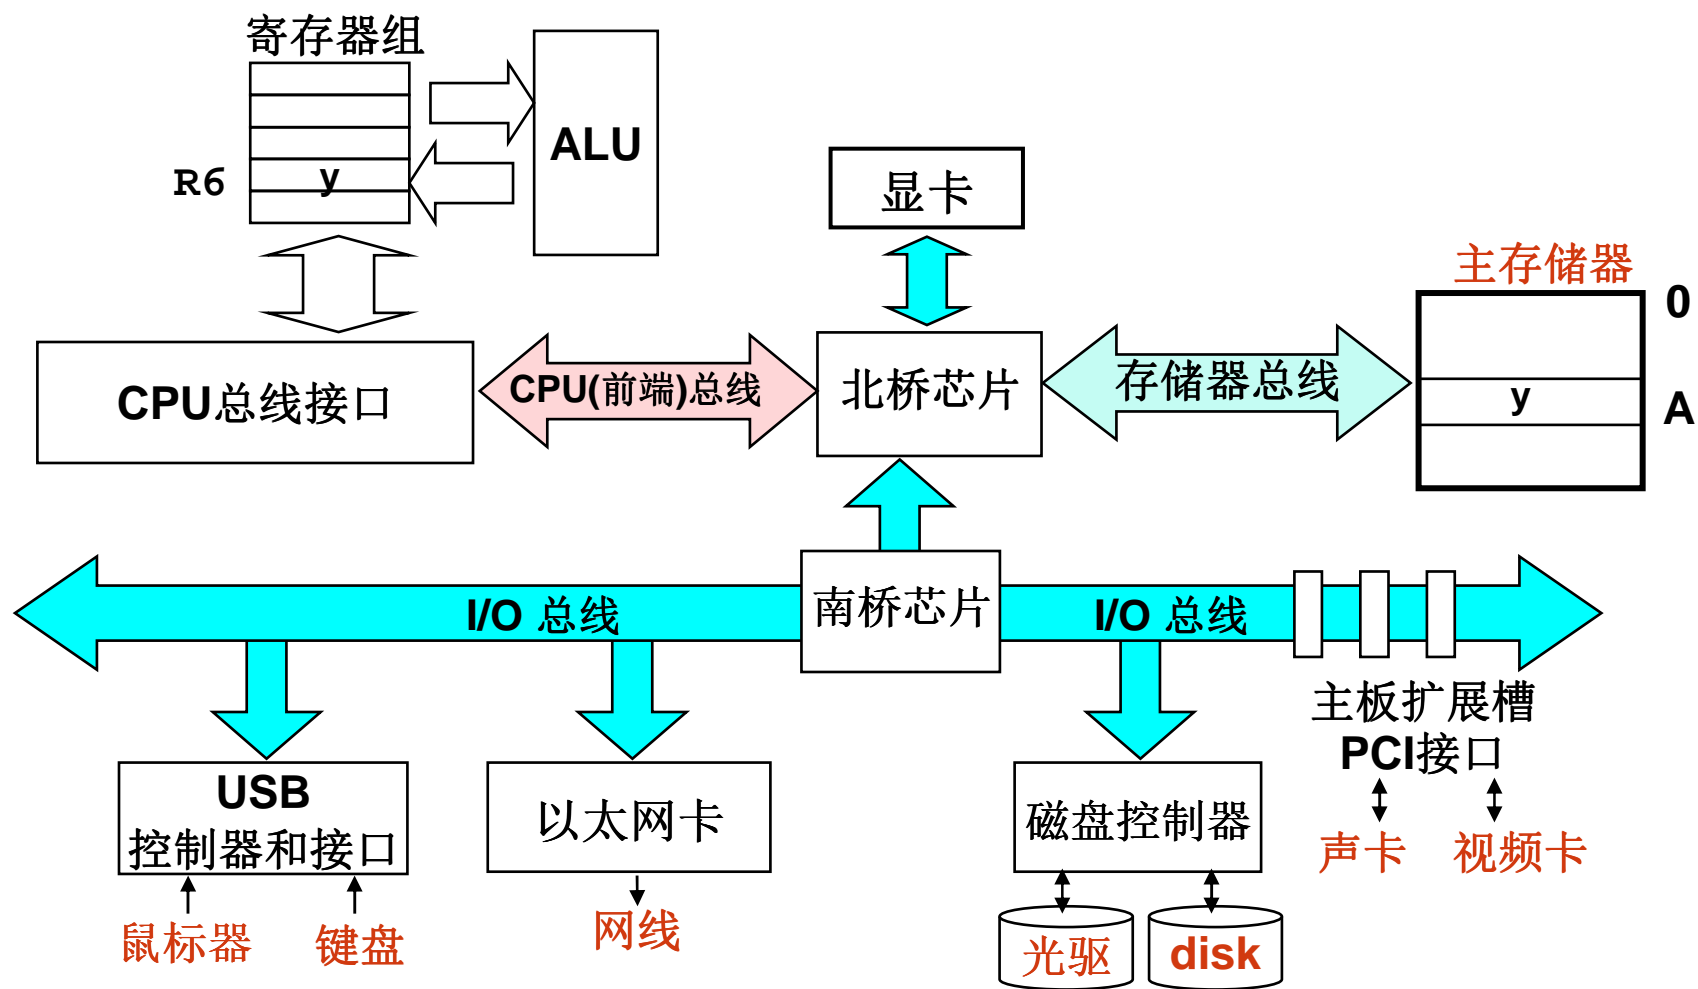 寄存器组
ALU
R6
y
显卡
主存储器
0
CPU总线接口
CPU(前端)总线
北桥芯片
存储器总线
y
A
I/O 总线
南桥芯片
I/O 总线
主板扩展槽
PCI接口
USB
控制器和接口
以太网卡
磁盘控制器
声卡
视频卡
鼠标器
键盘
网线
光驱
disk